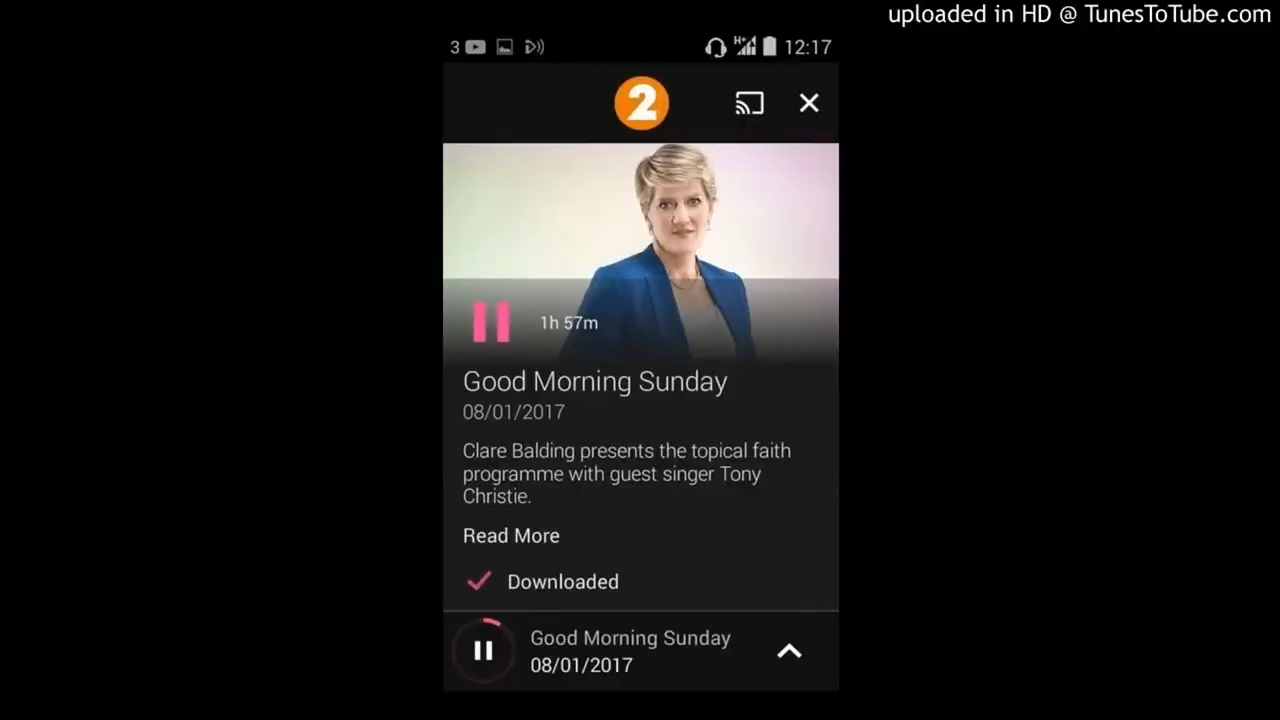 uploaded in HD @ TunesToTube.com
3 H+ 12:17
2
1h 57m
Good Morning Sunday
08/01/2017
Clare Balding presents the topical faith
programme with guest singer Tony
Christie.
Read More
Downloaded
Good Morning Sunday
08/01/2017